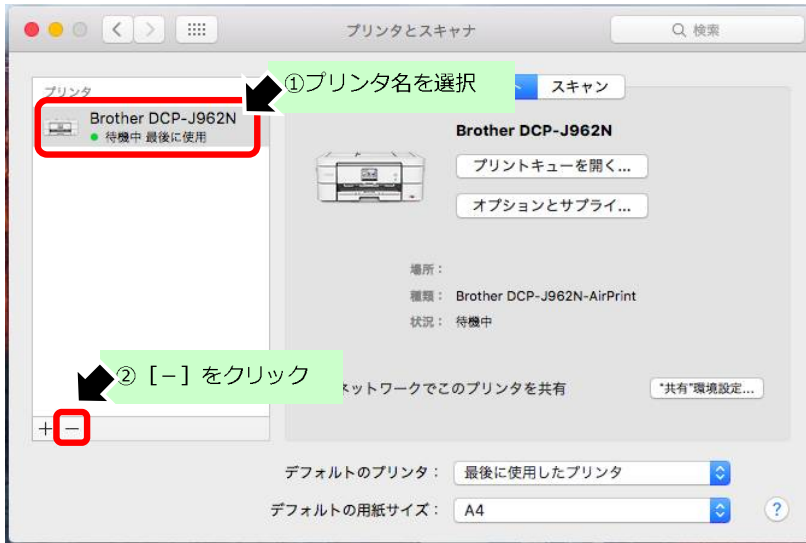 プリンタとスキャナ
検索
プリンタ
①プリンタ名を選択
スキャン
Brother DCP-J962N
待機中 最後に使用
Brother DCP-J962N
プリントキューを開く...
オプションとサプライ...
場所：
種類： Brother DCP-J962N-AirPrint
状況： 待機中
②［－］をクリック
ネットワークでこのプリンタを共有
"共有"環境設定...
+ −
デフォルトのプリンタ： 最後に使用したプリンタ
デフォルトの用紙サイズ： A4
?